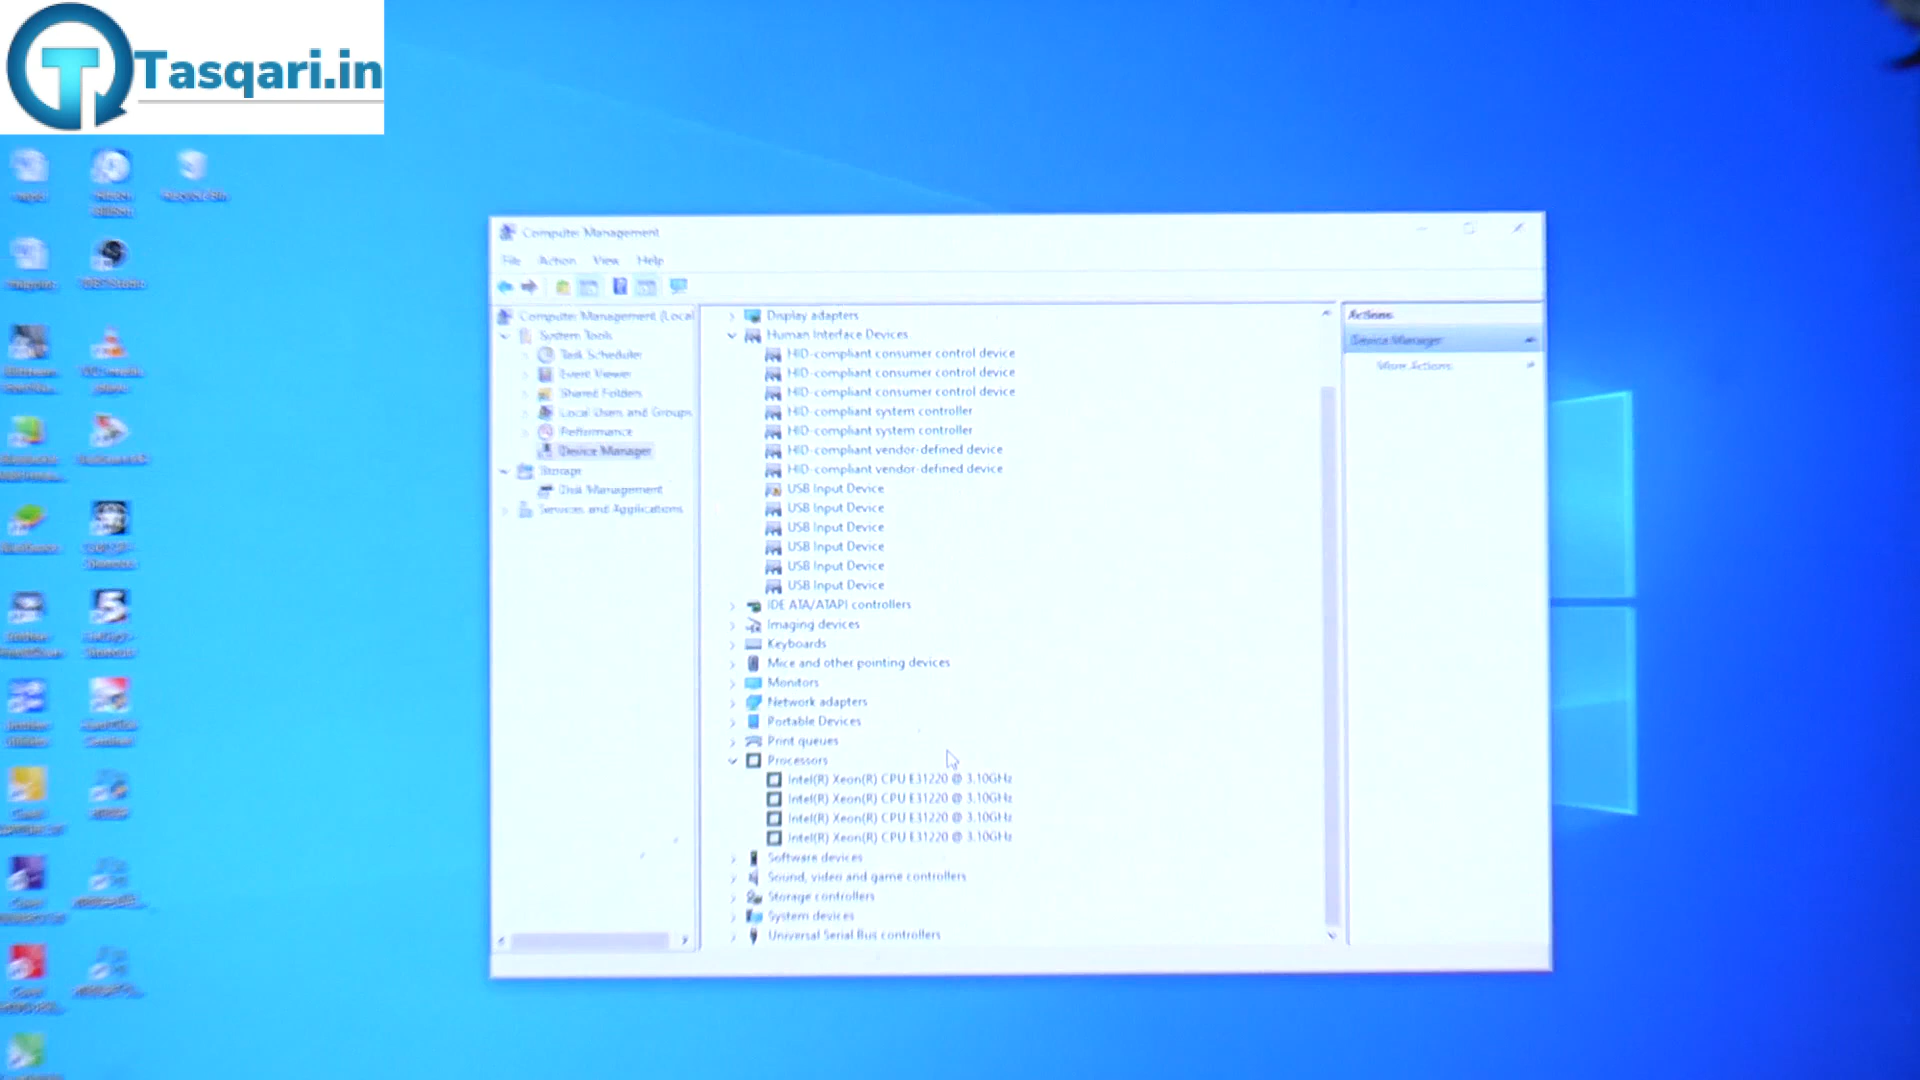 Tasqari.in
Recycle Bin
OBS Studio
Computer Management
File Action View Help
Computer Management (Local
System Tools
Task Scheduler
Event Viewer
Shared Folders
Local Users and Groups
Performance
Device Manager
Storage
Disk Management
Services and Applications
Display adapters
Human Interface Devices
HID-compliant consumer control device
HID-compliant consumer control device
HID-compliant consumer control device
HID-compliant system controller
HID-compliant system controller
HID-compliant vendor-defined device
HID-compliant vendor-defined device
USB Input Device
USB Input Device
USB Input Device
USB Input Device
USB Input Device
USB Input Device
IDE ATA/ATAPI controllers
Imaging devices
Keyboards
Mice and other pointing devices
Monitors
Network adapters
Portable Devices
Print queues
Processors
Intel(R) Xeon(R) CPU E31220 @ 3.10GHz
Intel(R) Xeon(R) CPU E31220 @ 3.10GHz
Intel(R) Xeon(R) CPU E31220 @ 3.10GHz
Intel(R) Xeon(R) CPU E31220 @ 3.10GHz
Software devices
Sound, video and game controllers
Storage controllers
System devices
Universal Serial Bus controllers
Actions
Device Manager
More Actions